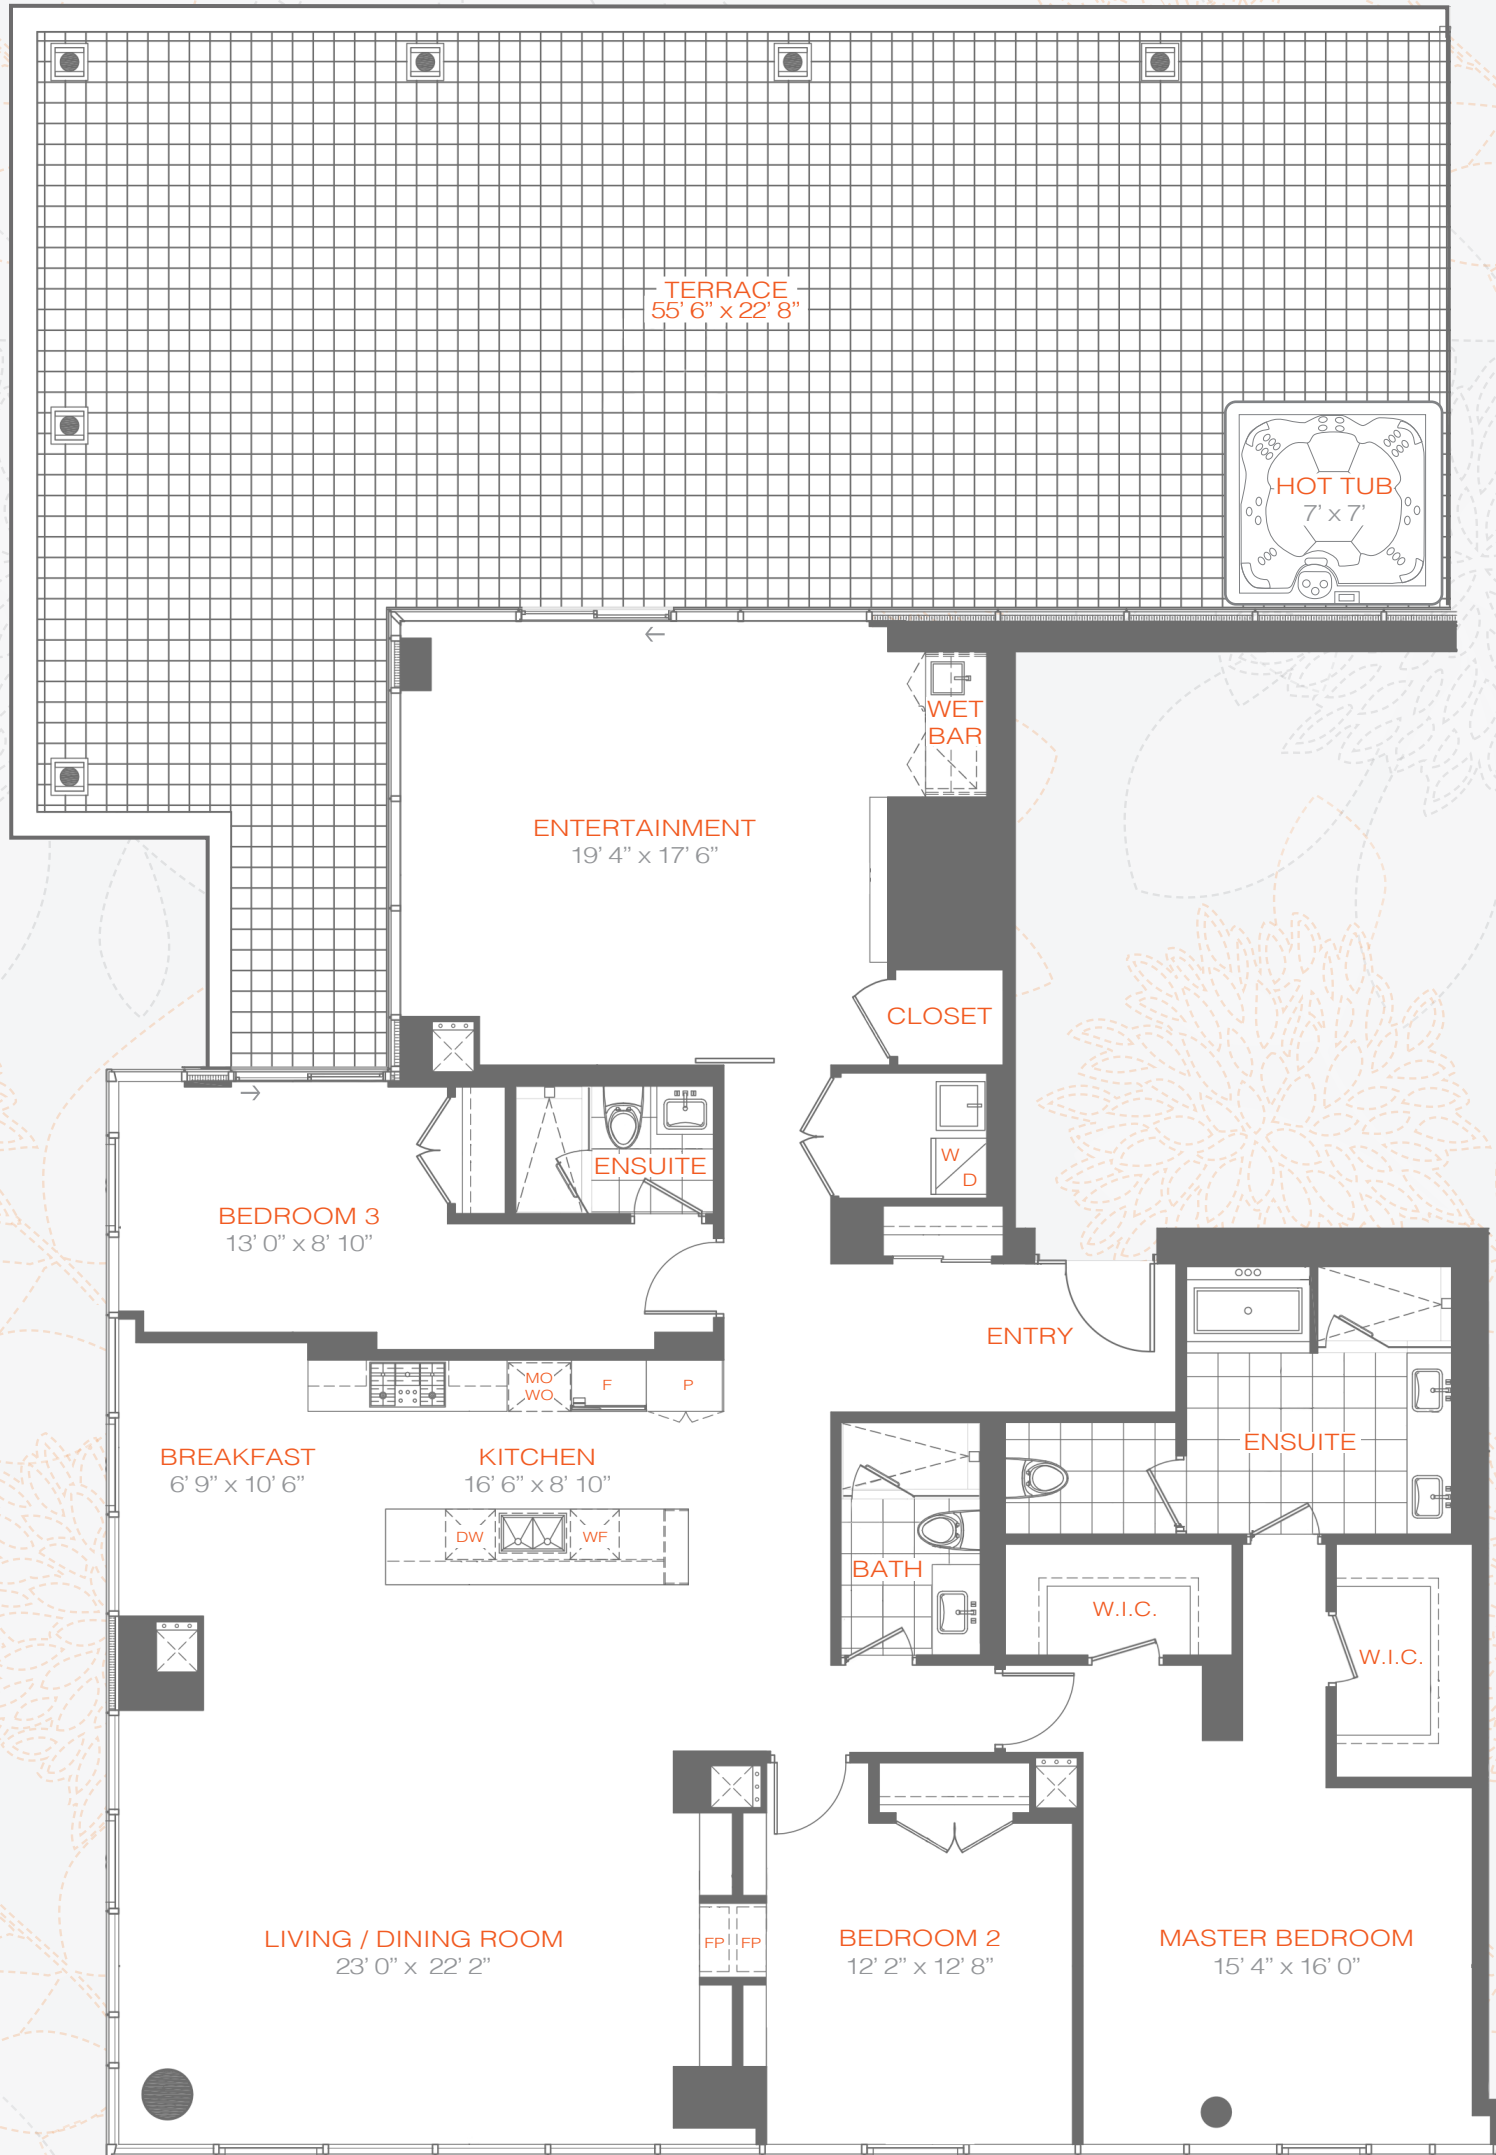 TERRACE
55’ 6” x 22’ 8”
HOT TUB
7’ x 7’
WET
BAR
ENTERTAINMENT
19’ 4” x 17’ 6”
CLOSET
W
D
ENSUITE
BEDROOM 3
13’ 0” x 8’ 10”
ENTRY
MO
WO
F
P
BREAKFAST
6’ 9” x 10’ 6”
KITCHEN
16’ 6” x 8’ 10”
ENSUITE
DW
WF
BATH
W.I.C.
W.I.C.
LIVING / DINING ROOM
23’ 0” x 22’ 2”
FP
FP
BEDROOM 2
12’ 2” x 12’ 8”
MASTER BEDROOM
15’ 4” x 16’ 0”